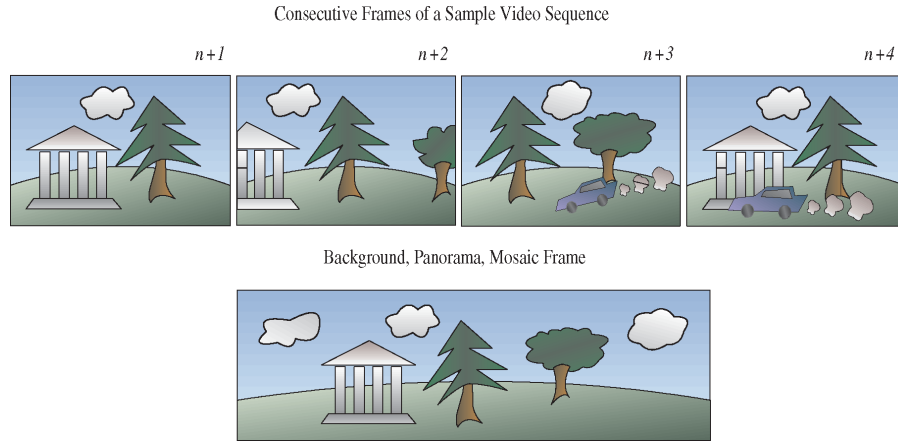 Consecutive Frames of a Sample Video Sequence
n+1
n+2
n+3
n+4
Background, Panorama, Mosaic Frame